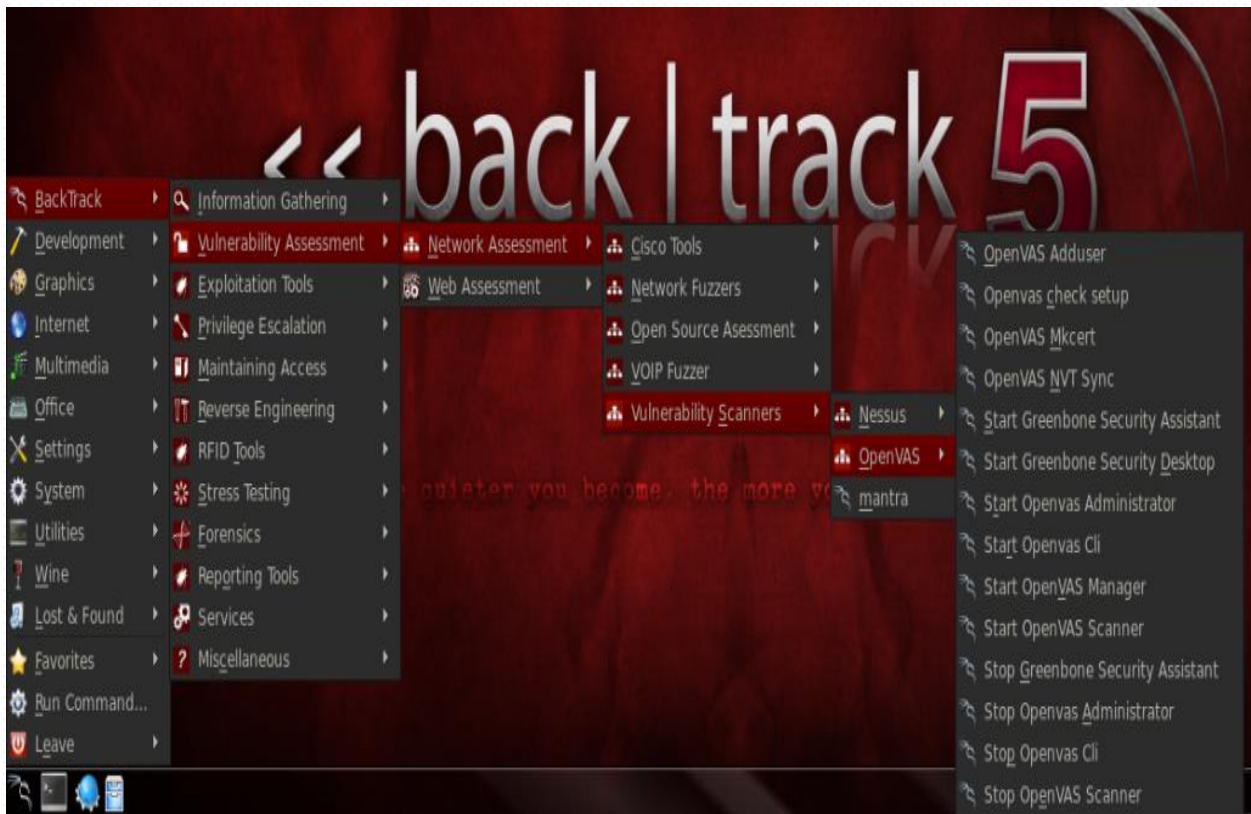 << back | track 5
BackTrack
Development
Graphics
Internet
Multimedia
Office
Settings
System
Utilities
Wine
Lost & Found
Favorites
Run Command...
Leave
Information Gathering
Vulnerability Assessment
Exploitation Tools
Privilege Escalation
Maintaining Access
Reverse Engineering
RFID Tools
Stress Testing
Forensics
Reporting Tools
Services
Miscellaneous
Network Assessment
Web Assessment
Cisco Tools
Network Fuzzers
Open Source Asessment
VOIP Fuzzer
Vulnerability Scanners
Nessus
OpenVAS
mantra
OpenVAS Adduser
Openvas check setup
OpenVAS Mkcert
OpenVAS NVT Sync
Start Greenbone Security Assistant
Start Greenbone Security Desktop
Start Openvas Administrator
Start Openvas Cli
Start OpenVAS Manager
Start OpenVAS Scanner
Stop Greenbone Security Assistant
Stop Openvas Administrator
Stop Openvas Cli
Stop OpenVAS Scanner
quieter you become, the more